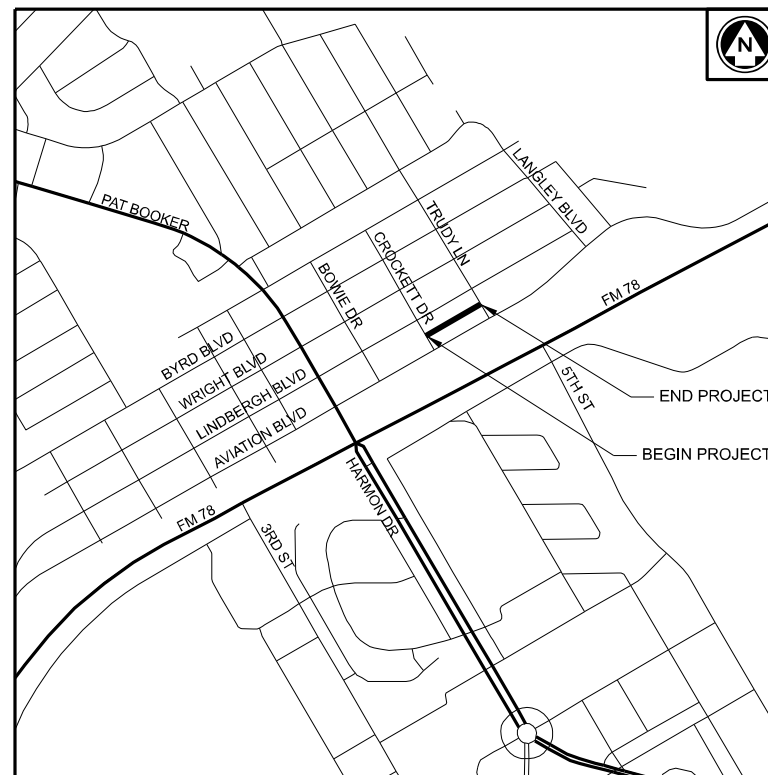 N
PAT BOOKER
LANGLEY BLVD
TRUDY LN
CROCKETT DR
BOWIE DR
FM 78
BYRD BLVD
WRIGHT BLVD
LINDBERGH BLVD
AVIATION BLVD
5TH ST
END PROJECT
BEGIN PROJECT
HARMON DR
FM 78
3RD ST